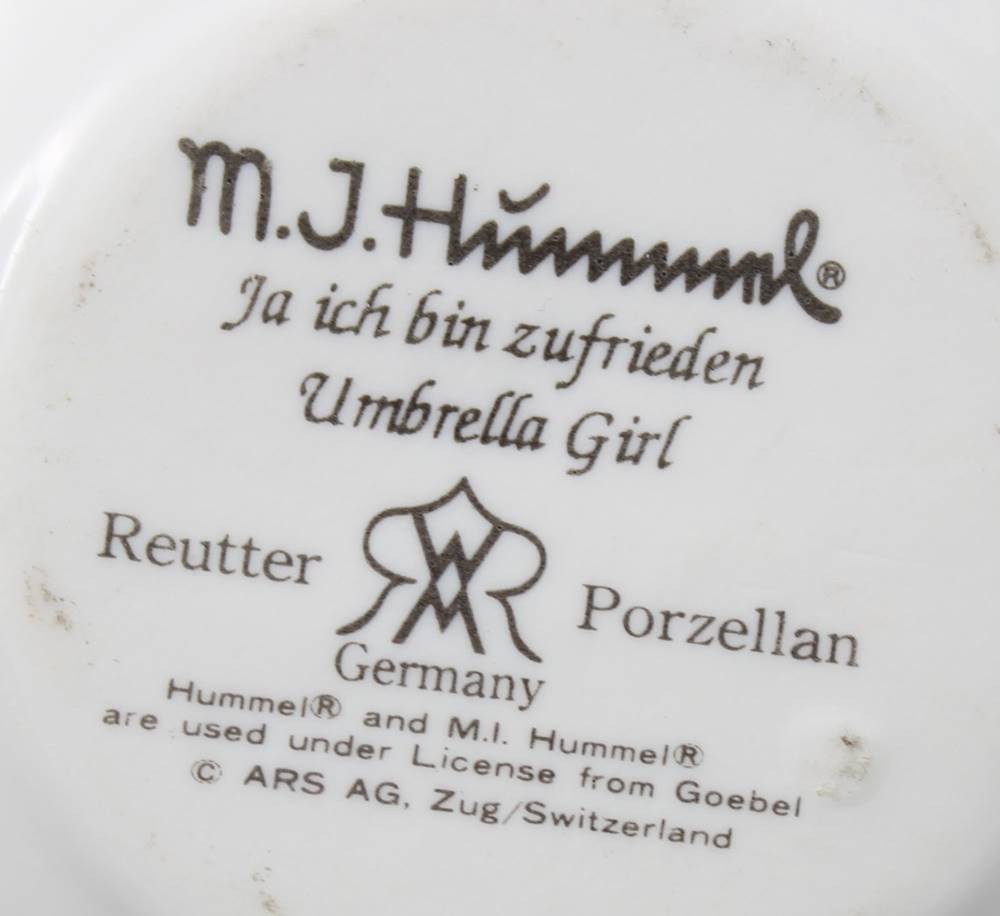 M.J.Hummel®
Ja ich bin zufrieden
Umbrella Girl
Reutter Porzellan
Germany
Hummel® and M.I. Hummel®
are used under License from Goebel
© ARS AG, Zug/Switzerland